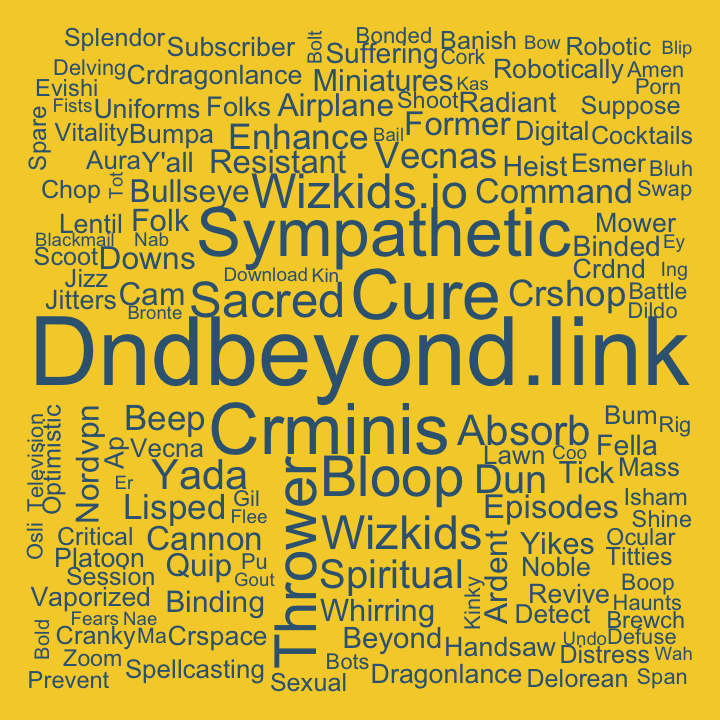 Splendor
Subscriber
Bolt
Bonded
Suffering
Banish
Cork
Bow
Robotic
Blip
Delving
Crdragonlance
Miniatures
Kas
Robotically
Amen
Porn
Evishi
Fists
Uniforms
Folks
Airplane
Shoot
Radiant
Suppose
Spare
Vitality
Bumpa
Enhance
Bail
Former
Digital
Cocktails
Aura
Y'all
Resistant
Vecnas
Heist
Esmer
Bluh
Chop
Tot
Bullseye
Wizkids.jo
Command
Swap
Lentil
Folk
Sympathetic
Mower
Blackmail
Nab
Binded
Ey
Scoot
Downs
Download
Kin
Crdnd
Ing
Jizz
Jitters
Cam
Bronte
Sacred
Cure
Crshop
Battle
Dildo
Dndbeyond.link
Television
Optimistic
Nordvpn
Ap
Beep
Vecna
Crminis
Absorb
Bum
Rig
Lawn
Coo
Fella
Er
Yada
Thrower
Bloop
Dun
Tick
Mass
Lisped
Gil
Flee
Episodes
Isham
Shine
Osli
Critical
Cannon
Wizkids
Yikes
Ocular
Titties
Platoon
Session
Quip
Pu
Gout
Spiritual
Kinky
Ardent
Noble
Boop
Vaporized
Binding
Whirring
Revive
Haunts
Bold
Fears
Nae
Detect
Brewch
Cranky
Ma
Crspace
Beyond
Handsaw
Undo
Defuse
Zoom
Bots
Distress
Wah
Prevent
Spellcasting
Sexual
Dragonlance
Delorean
Span